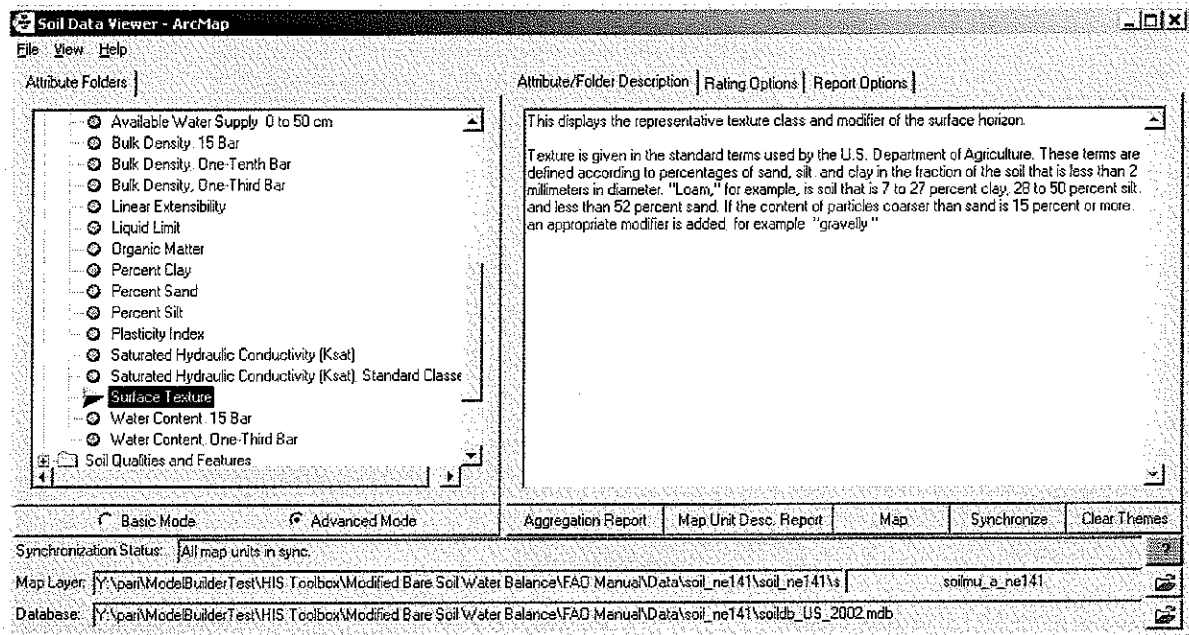 Soil Data Viewer - ArcMap
File View Help
Attribute Folders
Available Water Supply 0 to 50 cm
Bulk Density. 15 Bar
Bulk Density, One-Tenth Bar
Bulk Density, One-Third Bar
Linear Extensibility
Liquid Limit
Organic Matter
Percent Clay
Percent Sand
Percent Silt
Plasticity Index
Saturated Hydraulic Conductivity (Ksat)
Saturated Hydraulic Conductivity (Ksat), Standard Classe
Surface Texture
Water Content. 15 Bar
Water Content, One-Third Bar
Soil Qualities and Features
Basic Mode Advanced Mode
Attribute/Folder Description Rating Options Report Options
This displays the representative texture class and modifier of the surface horizon.
Texture is given in the standard terms used by the U.S. Department of Agriculture. These terms are
defined according to percentages of sand, silt. and clay in the fraction of the soil that is less than 2
millimeters in diameter. "Loam," for example, is soil that is 7 to 27 percent clay, 28 to 50 percent silt.
and less than 52 percent sand. If the content of particles coarser than sand is 15 percent or more.
an appropriate modifier is added, for example "gravelly "
Aggregation Report Map Unit Desc. Report Map Synchronize Clear Themes
Synchronization Status: All map units in sync.
?
Map Layer: Y:\pari\ModelBuilderTest\HIS Toolbox\Modified Bare Soil Water Balance\FAO Manual\Data\soil_ne141\soil_ne141\s soilmu_a_ne141
Database: Y:\pari\ModelBuilderTest\HIS Toolbox\Modified Bare Soil Water Balance\FAO Manual\Data\soil_ne141\soildb_US_2002.mdb